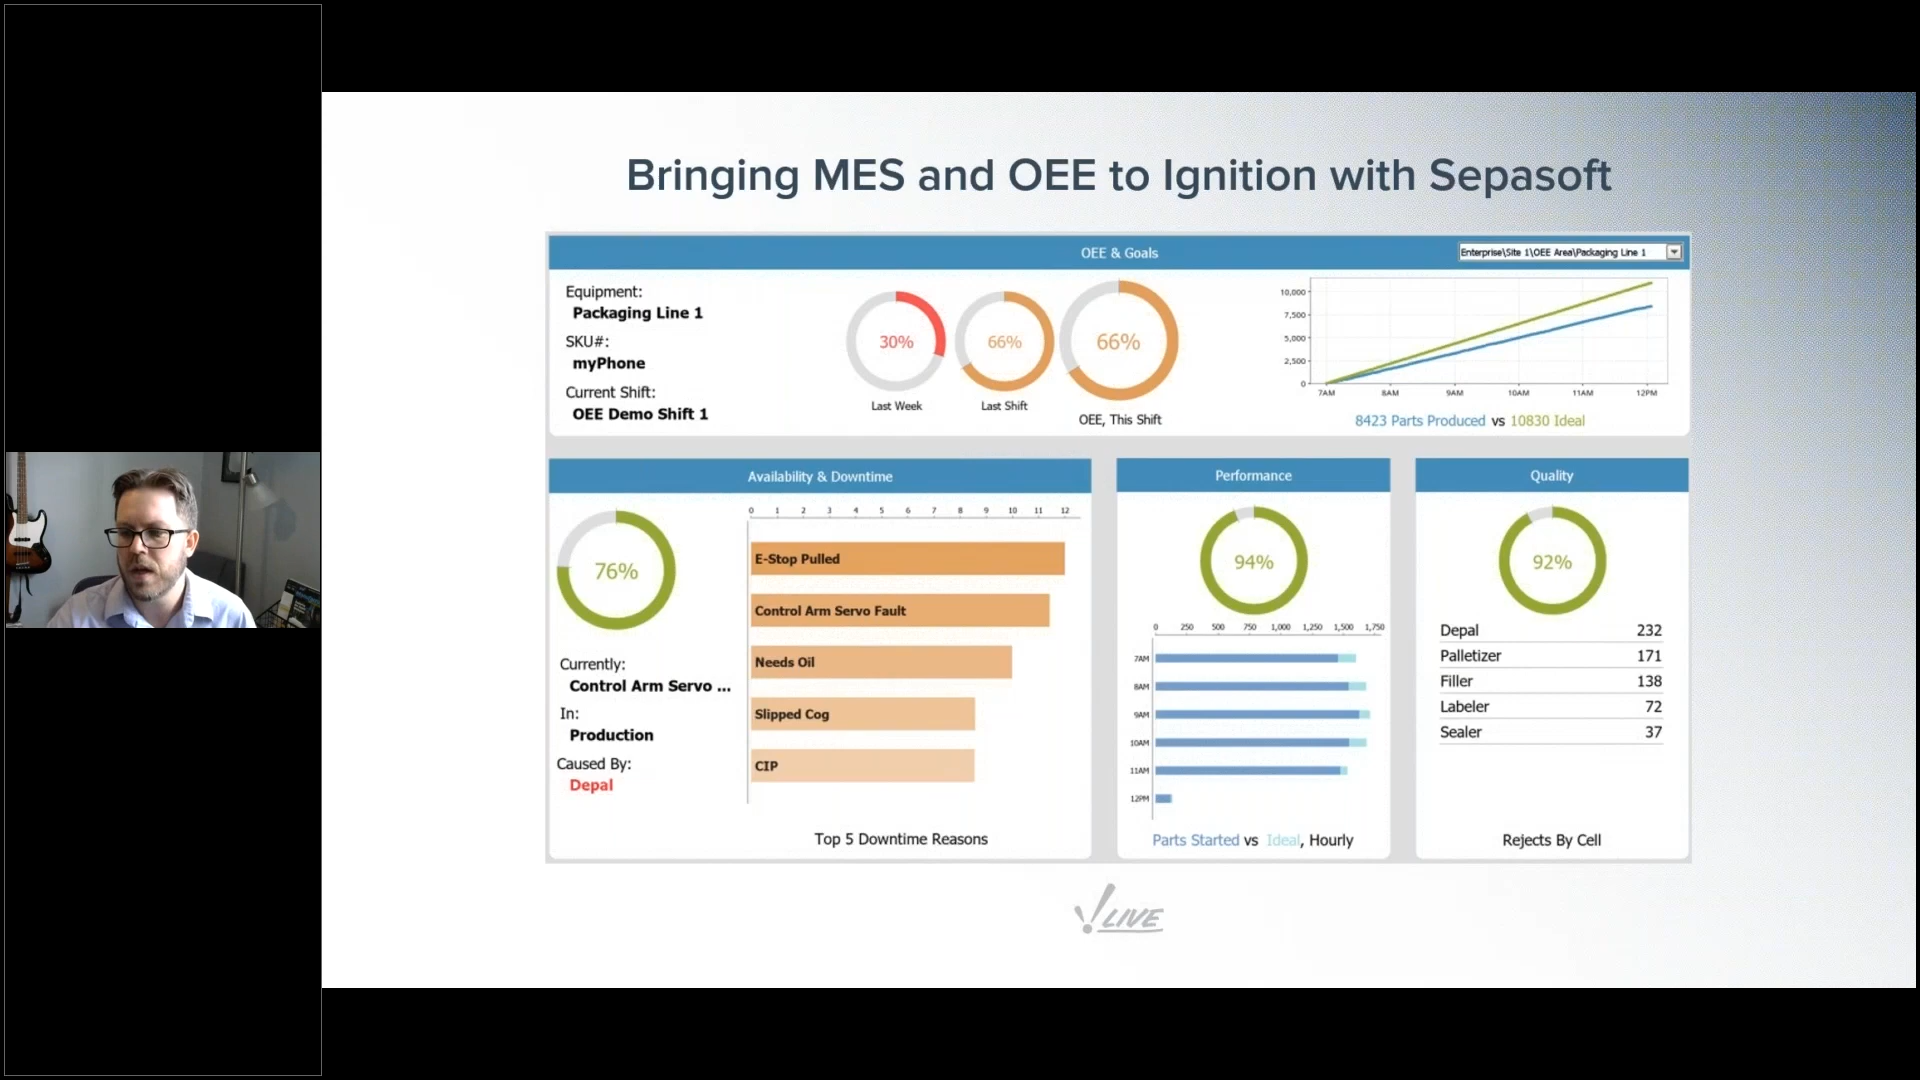 Bringing MES and OEE to Ignition with Sepasoft
OEE & Goals
Enterprise\Site 1\OEE Area\Packaging Line 1
Equipment:
Packaging Line 1
SKU#:
myPhone
Current Shift:
OEE Demo Shift 1
30%
Last Week
66%
Last Shift
66%
OEE, This Shift
10,000
7,500
5,000
2,500
0
7AM 8AM 9AM 10AM 11AM 12PM
8423 Parts Produced vs 10830 Ideal
Availability & Downtime
76%
Currently:
Control Arm Servo ...
In:
Production
Caused By:
Depal
0 1 2 3 4 5 6 7 8 9 10 11 12
E-Stop Pulled
Control Arm Servo Fault
Needs Oil
Slipped Cog
CIP
Top 5 Downtime Reasons
Performance
94%
0 250 500 750 1,000 1,250 1,500 1,750
7AM
8AM
9AM
10AM
11AM
12PM
Parts Started vs Ideal, Hourly
Quality
92%
Depal 232
Palletizer 171
Filler 138
Labeler 72
Sealer 37
Rejects By Cell
LIVE